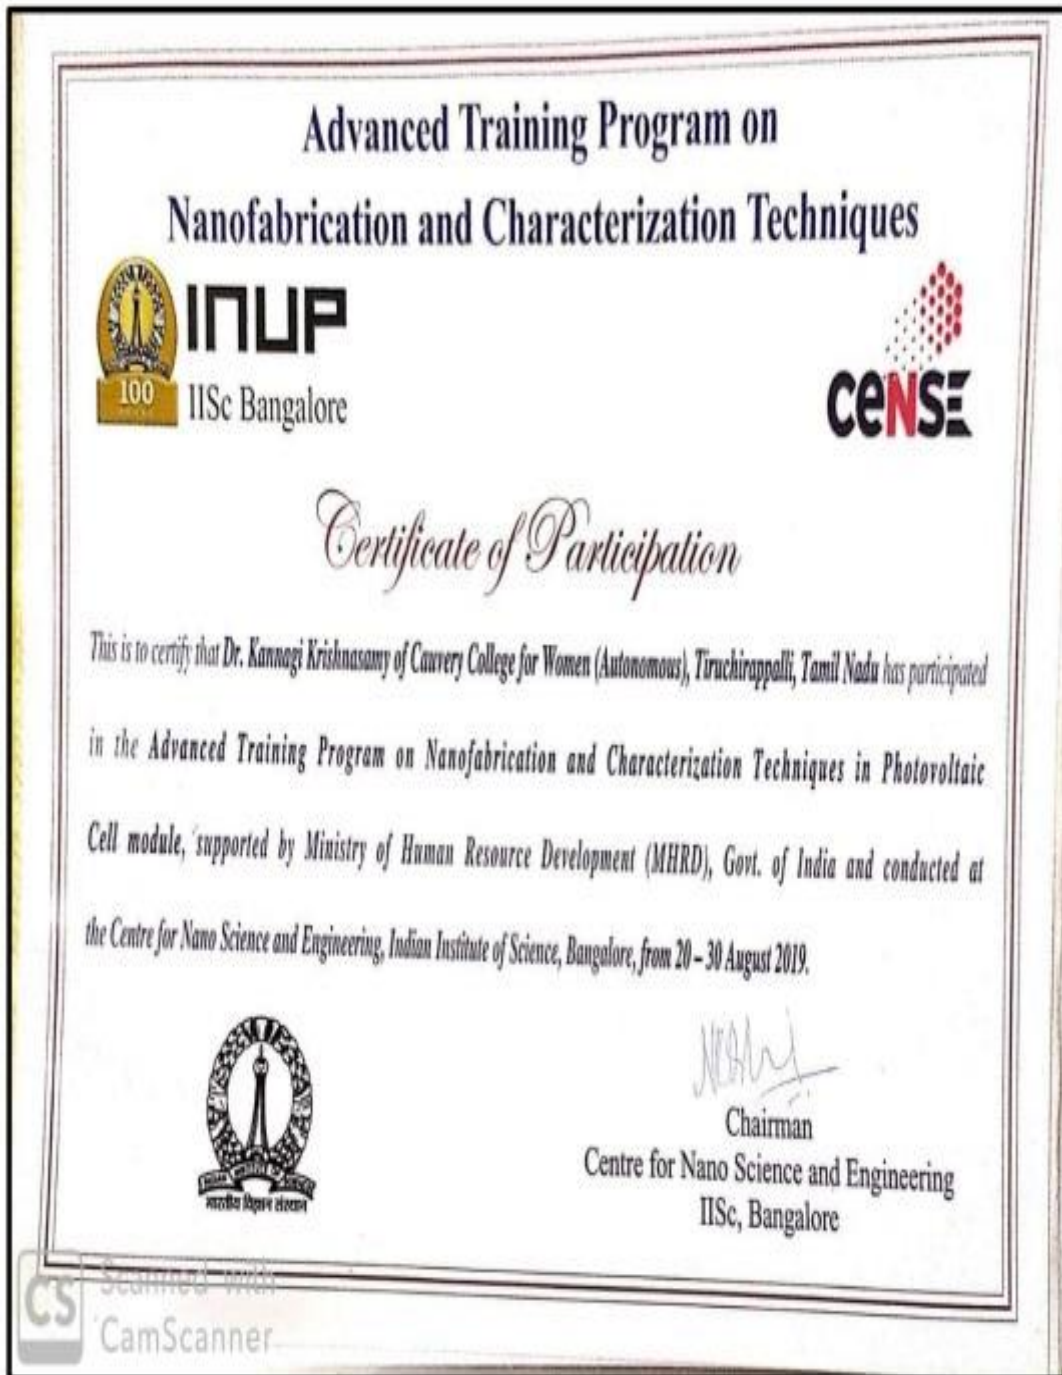 Advanced Training Program on
Nanofabrication and Characterization Techniques
INUP
IISc Bangalore
100
CeNSE
Certificate of Participation
This is to certify that Dr. Kannagi Krishnasamy of Cauvery College for Women (Autonomous), Tiruchirappalli, Tamil Nadu has participated
in the Advanced Training Program on Nanofabrication and Characterization Techniques in Photovoltaic
Cell module, supported by Ministry of Human Resource Development (MHRD), Govt. of India and conducted at
the Centre for Nano Science and Engineering, Indian Institute of Science, Bangalore, from 20 – 30 August 2019.
भारतीय विज्ञान संस्थान
Chairman
Centre for Nano Science and Engineering
IISc, Bangalore
CS
Scanned with
CamScanner